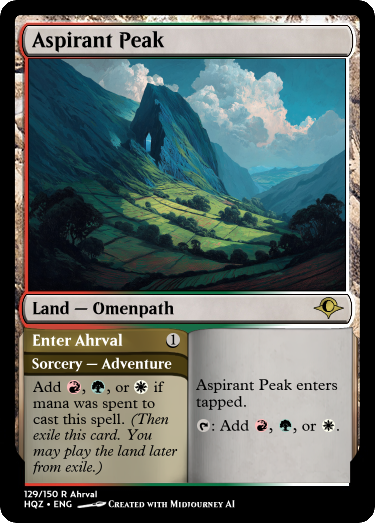 Aspirant Peak
Land — Omenpath
Enter Ahrval 1
Sorcery — Adventure
Add R, G, or W if
mana was spent to
cast this spell. (Then
exile this card. You
may play the land later
from exile.)
Aspirant Peak enters
tapped.
T: Add R, G, or W.
129/150 R Ahrval
HQZ • ENG Created with Midjourney AI